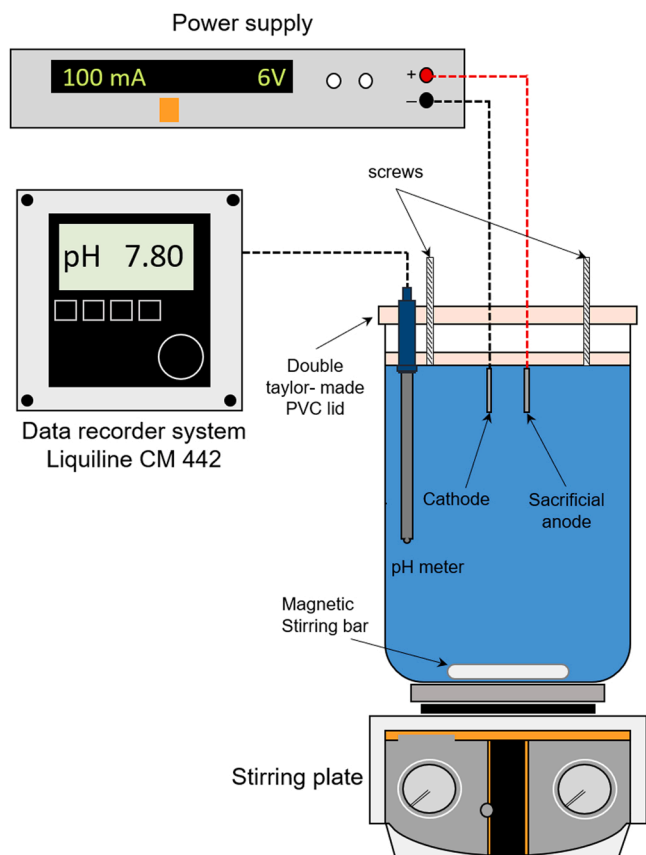 Power supply
100 mA 6V
+
–
screws
pH 7.80
Double
taylor- made
PVC lid
Data recorder system
Liquiline CM 442
Cathode
Sacrificial
anode
pH meter
Magnetic
Stirring bar
Stirring plate